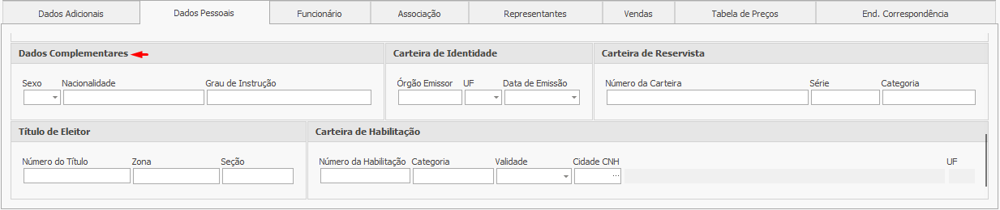 Dados Adicionais Dados Pessoais Funcionário Associação Representantes Vendas Tabela de Preços End. Correspondência
Dados Complementares Carteira de Identidade Carteira de Reservista
Sexo Nacionalidade Grau de Instrução Órgão Emissor UF Data de Emissão Número da Carteira Série Categoria
Título de Eleitor Carteira de Habilitação
Número do Título Zona Seção Número da Habilitação Categoria Validade Cidade CNH UF
...